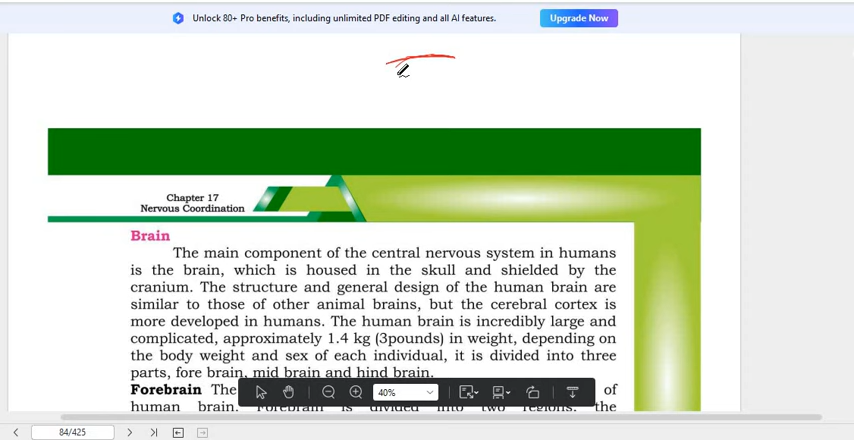 Unlock 80+ Pro benefits, including unlimited PDF editing and all AI features.
Upgrade Now
Chapter 17
Nervous Coordination
Brain
The main component of the central nervous system in humans
is the brain, which is housed in the skull and shielded by the
cranium. The structure and general design of the human brain are
similar to those of other animal brains, but the cerebral cortex is
more developed in humans. The human brain is incredibly large and
complicated, approximately 1.4 kg (3pounds) in weight, depending on
the body weight and sex of each individual, it is divided into three
parts, fore brain, mid brain and hind brain.
Forebrain The of
human brain. Forebrain is divided into two regions: the
40%
84/425